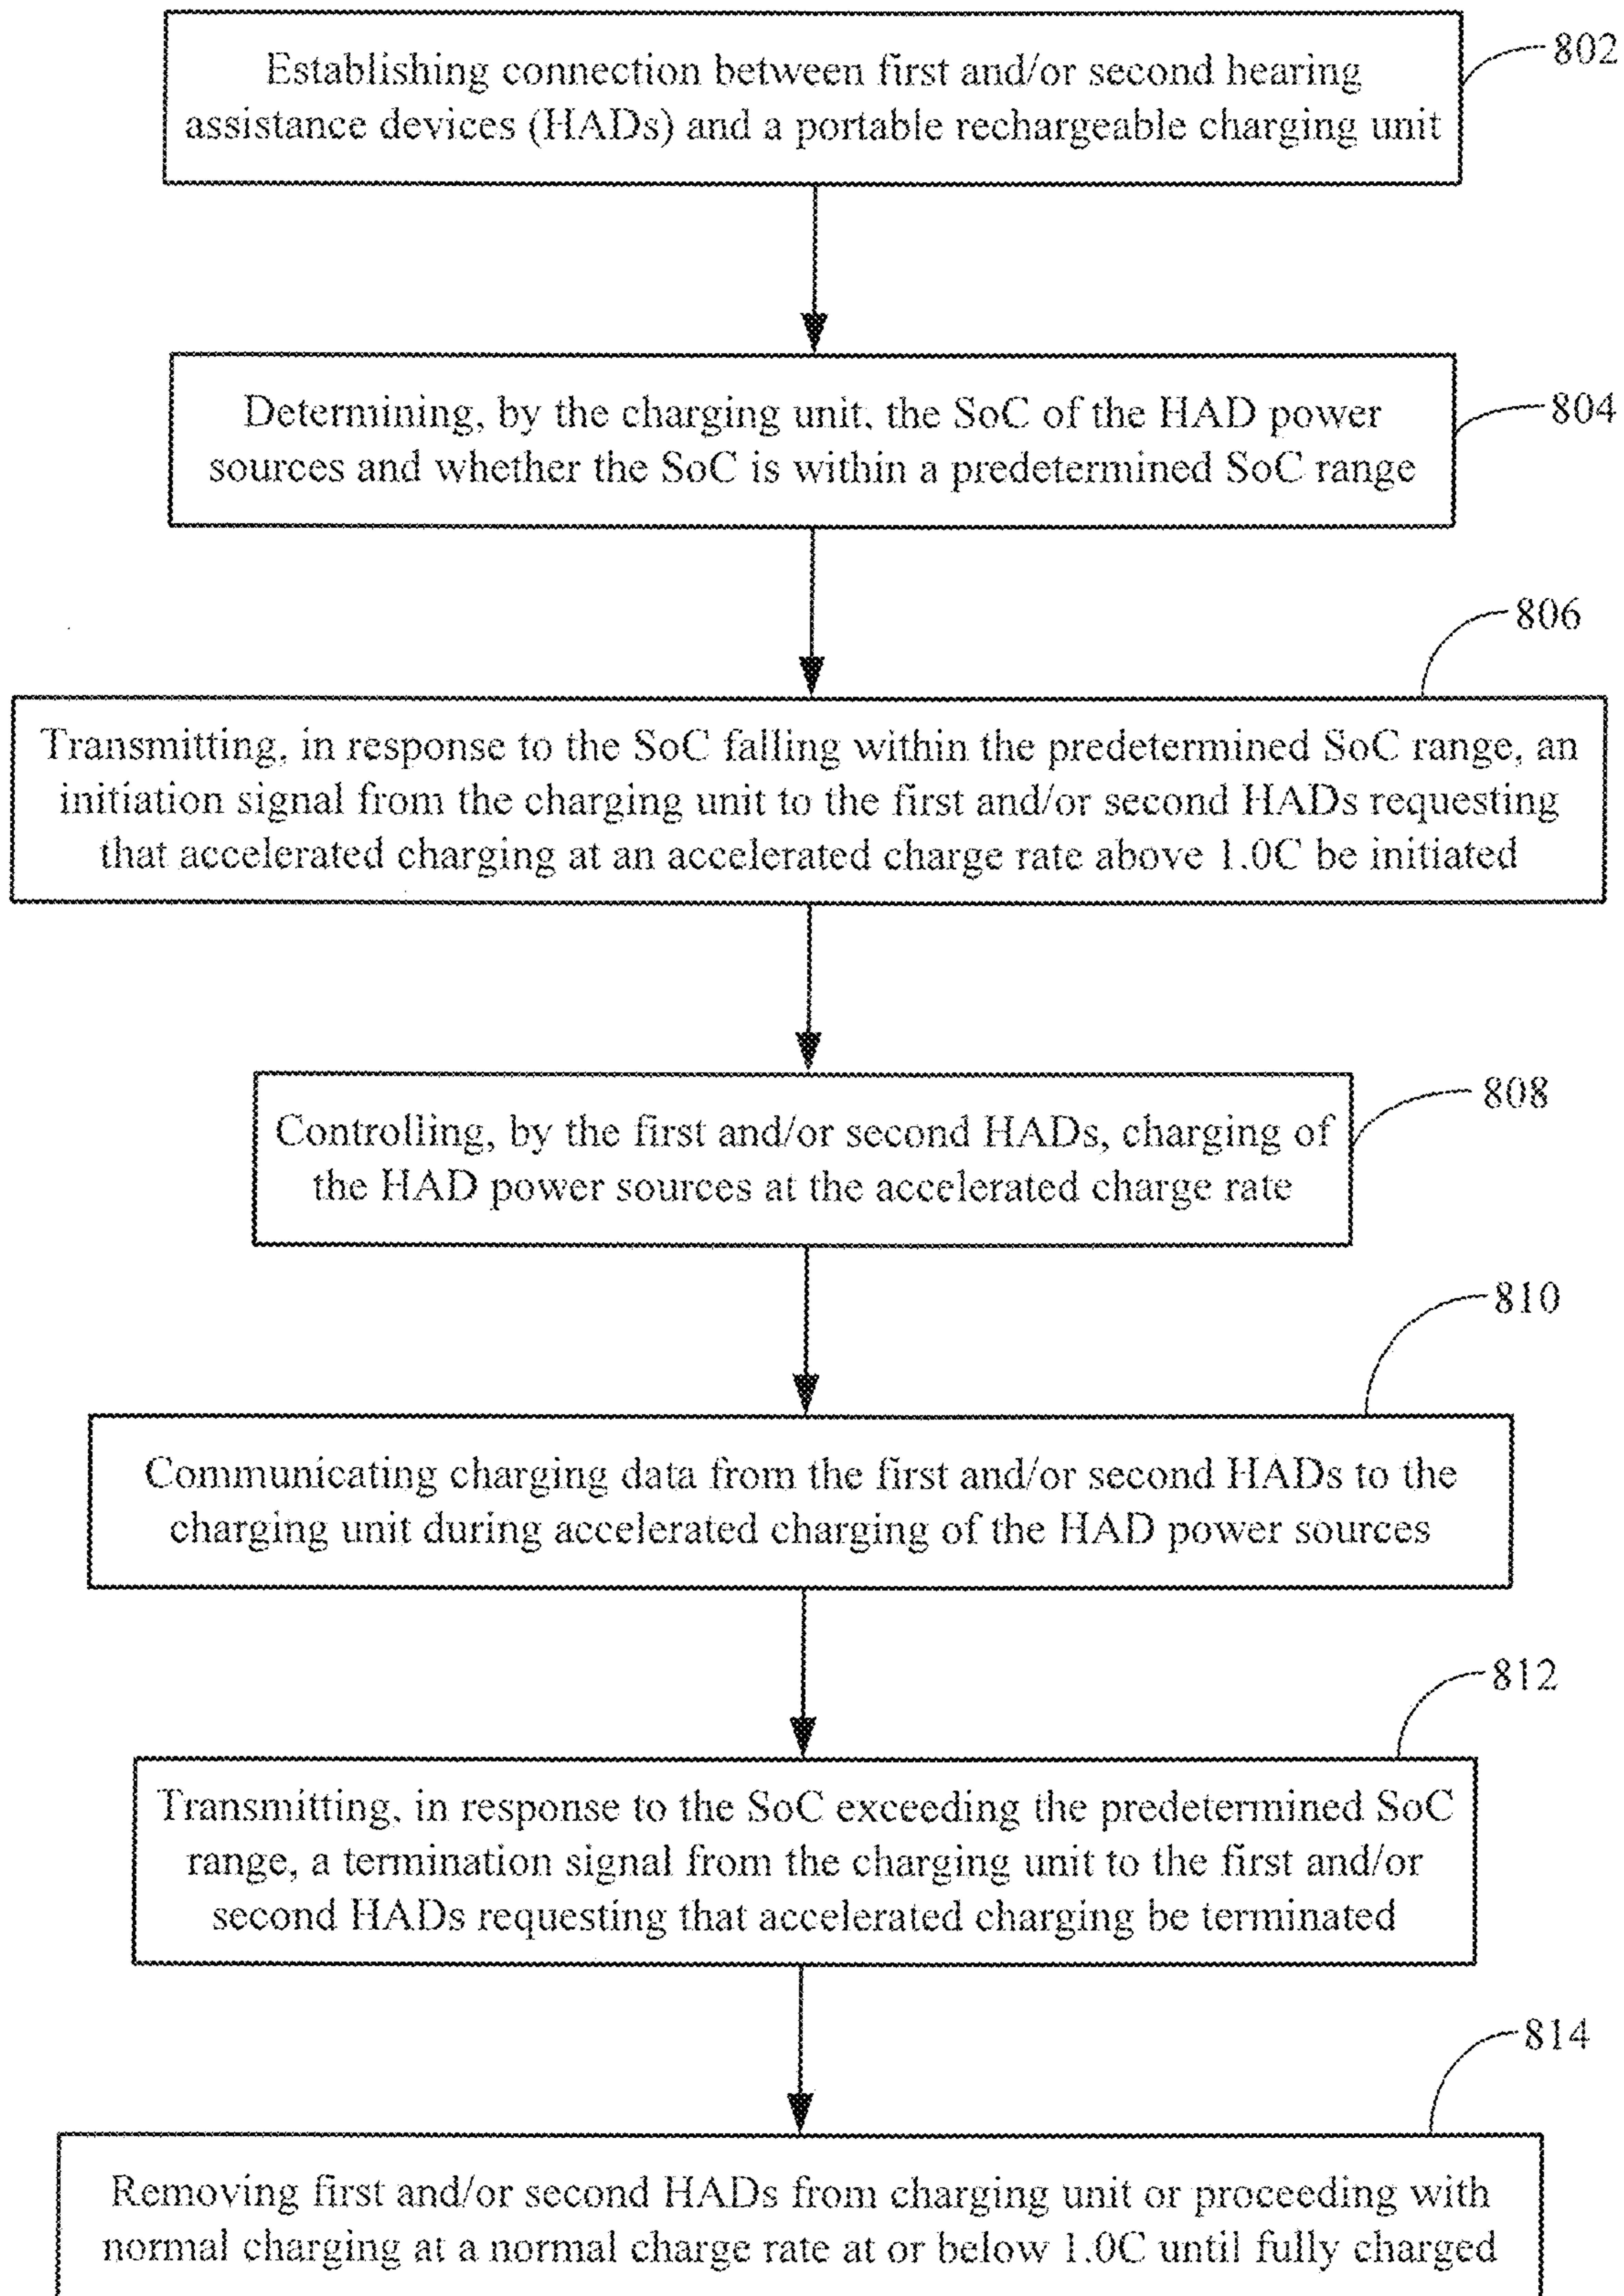 Establishing connection between first and/or second hearing
assistance devices (HADs) and a portable rechargeable charging unit
802
Determining, by the charging unit, the SoC of the HAD power
sources and whether the SoC is within a predetermined SoC range
804
806
Transmitting, in response to the SoC falling within the predetermined SoC range, an
initiation signal from the charging unit to the first and/or second HADs requesting
that accelerated charging at an accelerated charge rate above 1.0C be initiated
808
Controlling, by the first and/or second HADs, charging of
the HAD power sources at the accelerated charge rate
810
Communicating charging data from the first and/or second HADs to the
charging unit during accelerated charging of the HAD power sources
812
Transmitting, in response to the SoC exceeding the predetermined SoC
range, a termination signal from the charging unit to the first and/or
second HADs requesting that accelerated charging be terminated
814
Removing first and/or second HADs from charging unit or proceeding with
normal charging at a normal charge rate at or below 1.0C until fully charged